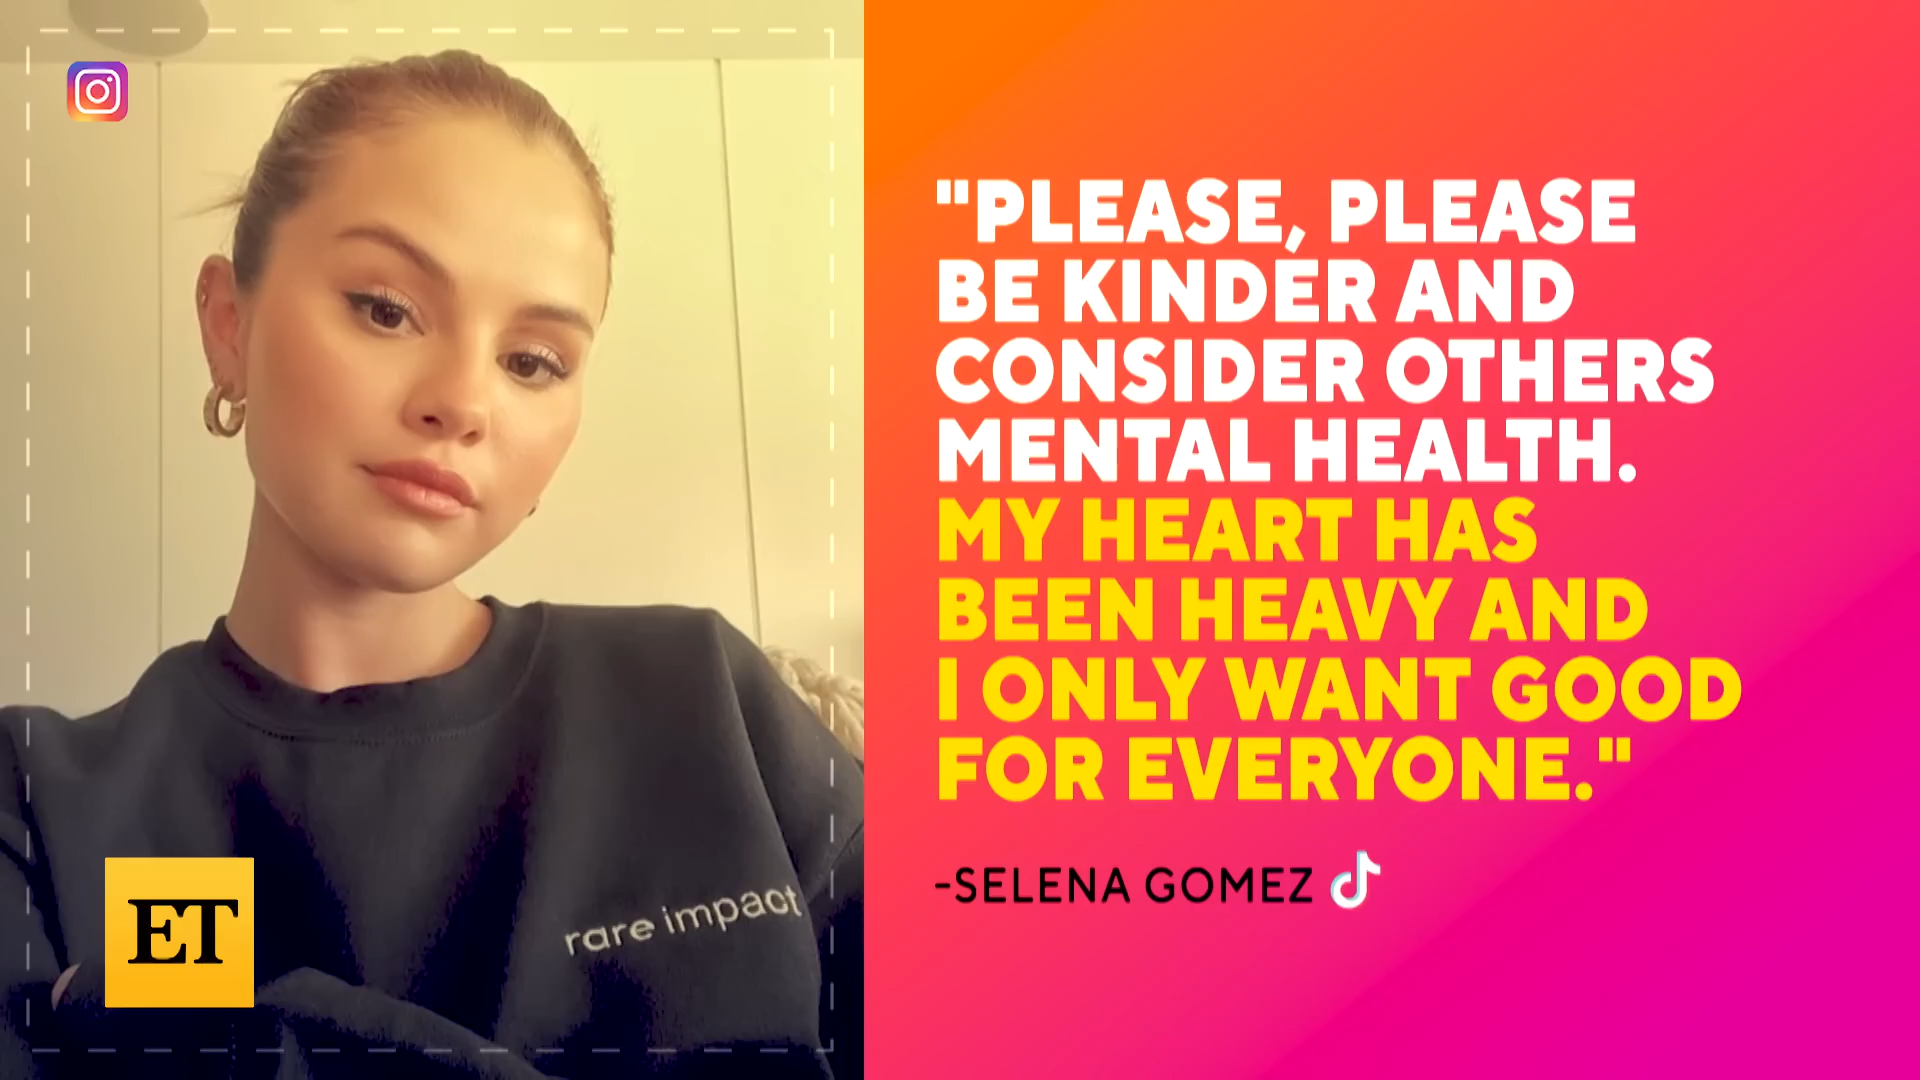 "PLEASE, PLEASE
BE KINDER AND
CONSIDER OTHERS
MENTAL HEALTH.
MY HEART HAS
BEEN HEAVY AND
I ONLY WANT GOOD
FOR EVERYONE."
-SELENA GOMEZ
rare impact
ET